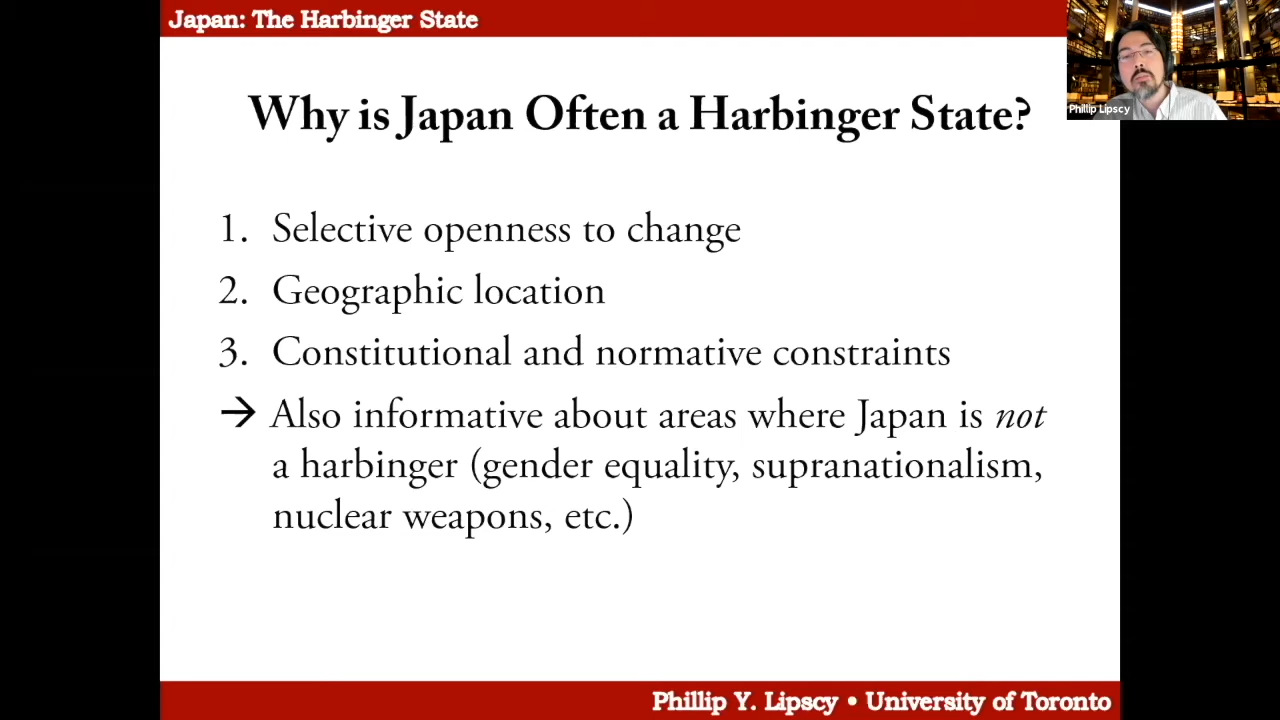 Japan: The Harbinger State
Phillip Lipscy
Why is Japan Often a Harbinger State?
1. Selective openness to change
2. Geographic location
3. Constitutional and normative constraints
→ Also informative about areas where Japan is not
a harbinger (gender equality, supranationalism,
nuclear weapons, etc.)
Phillip Y. Lipscy • University of Toronto